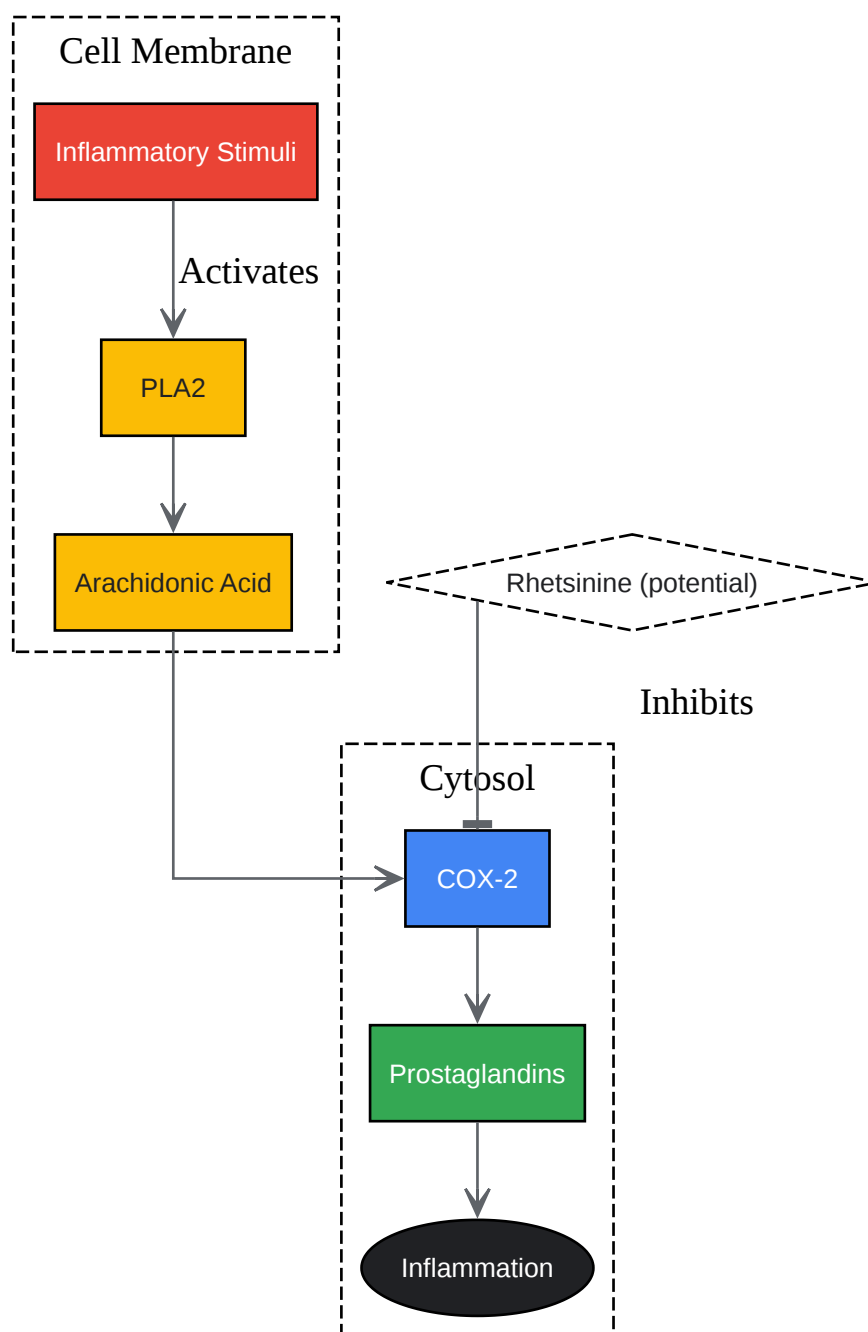 Cell Membrane
Inflammatory Stimuli
Activates
PLA2
Arachidonic Acid
Rhetsinine (potential)
Inhibits
Cytosol
COX-2
Prostaglandins
Inflammation